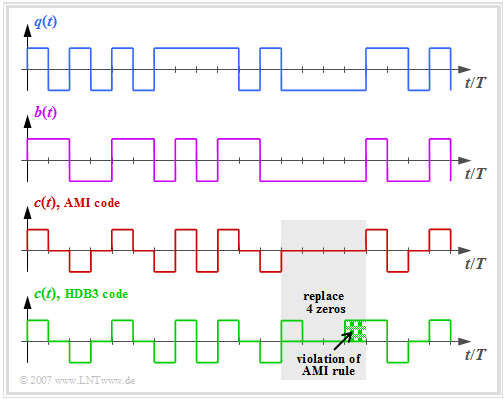 q(t)
t/T
b(t)
t/T
c(t), AMI code
t/T
replace
4 zeros
c(t), HDB3 code
t/T
violation of
AMI rule
© 2007 www.LNTwww.de